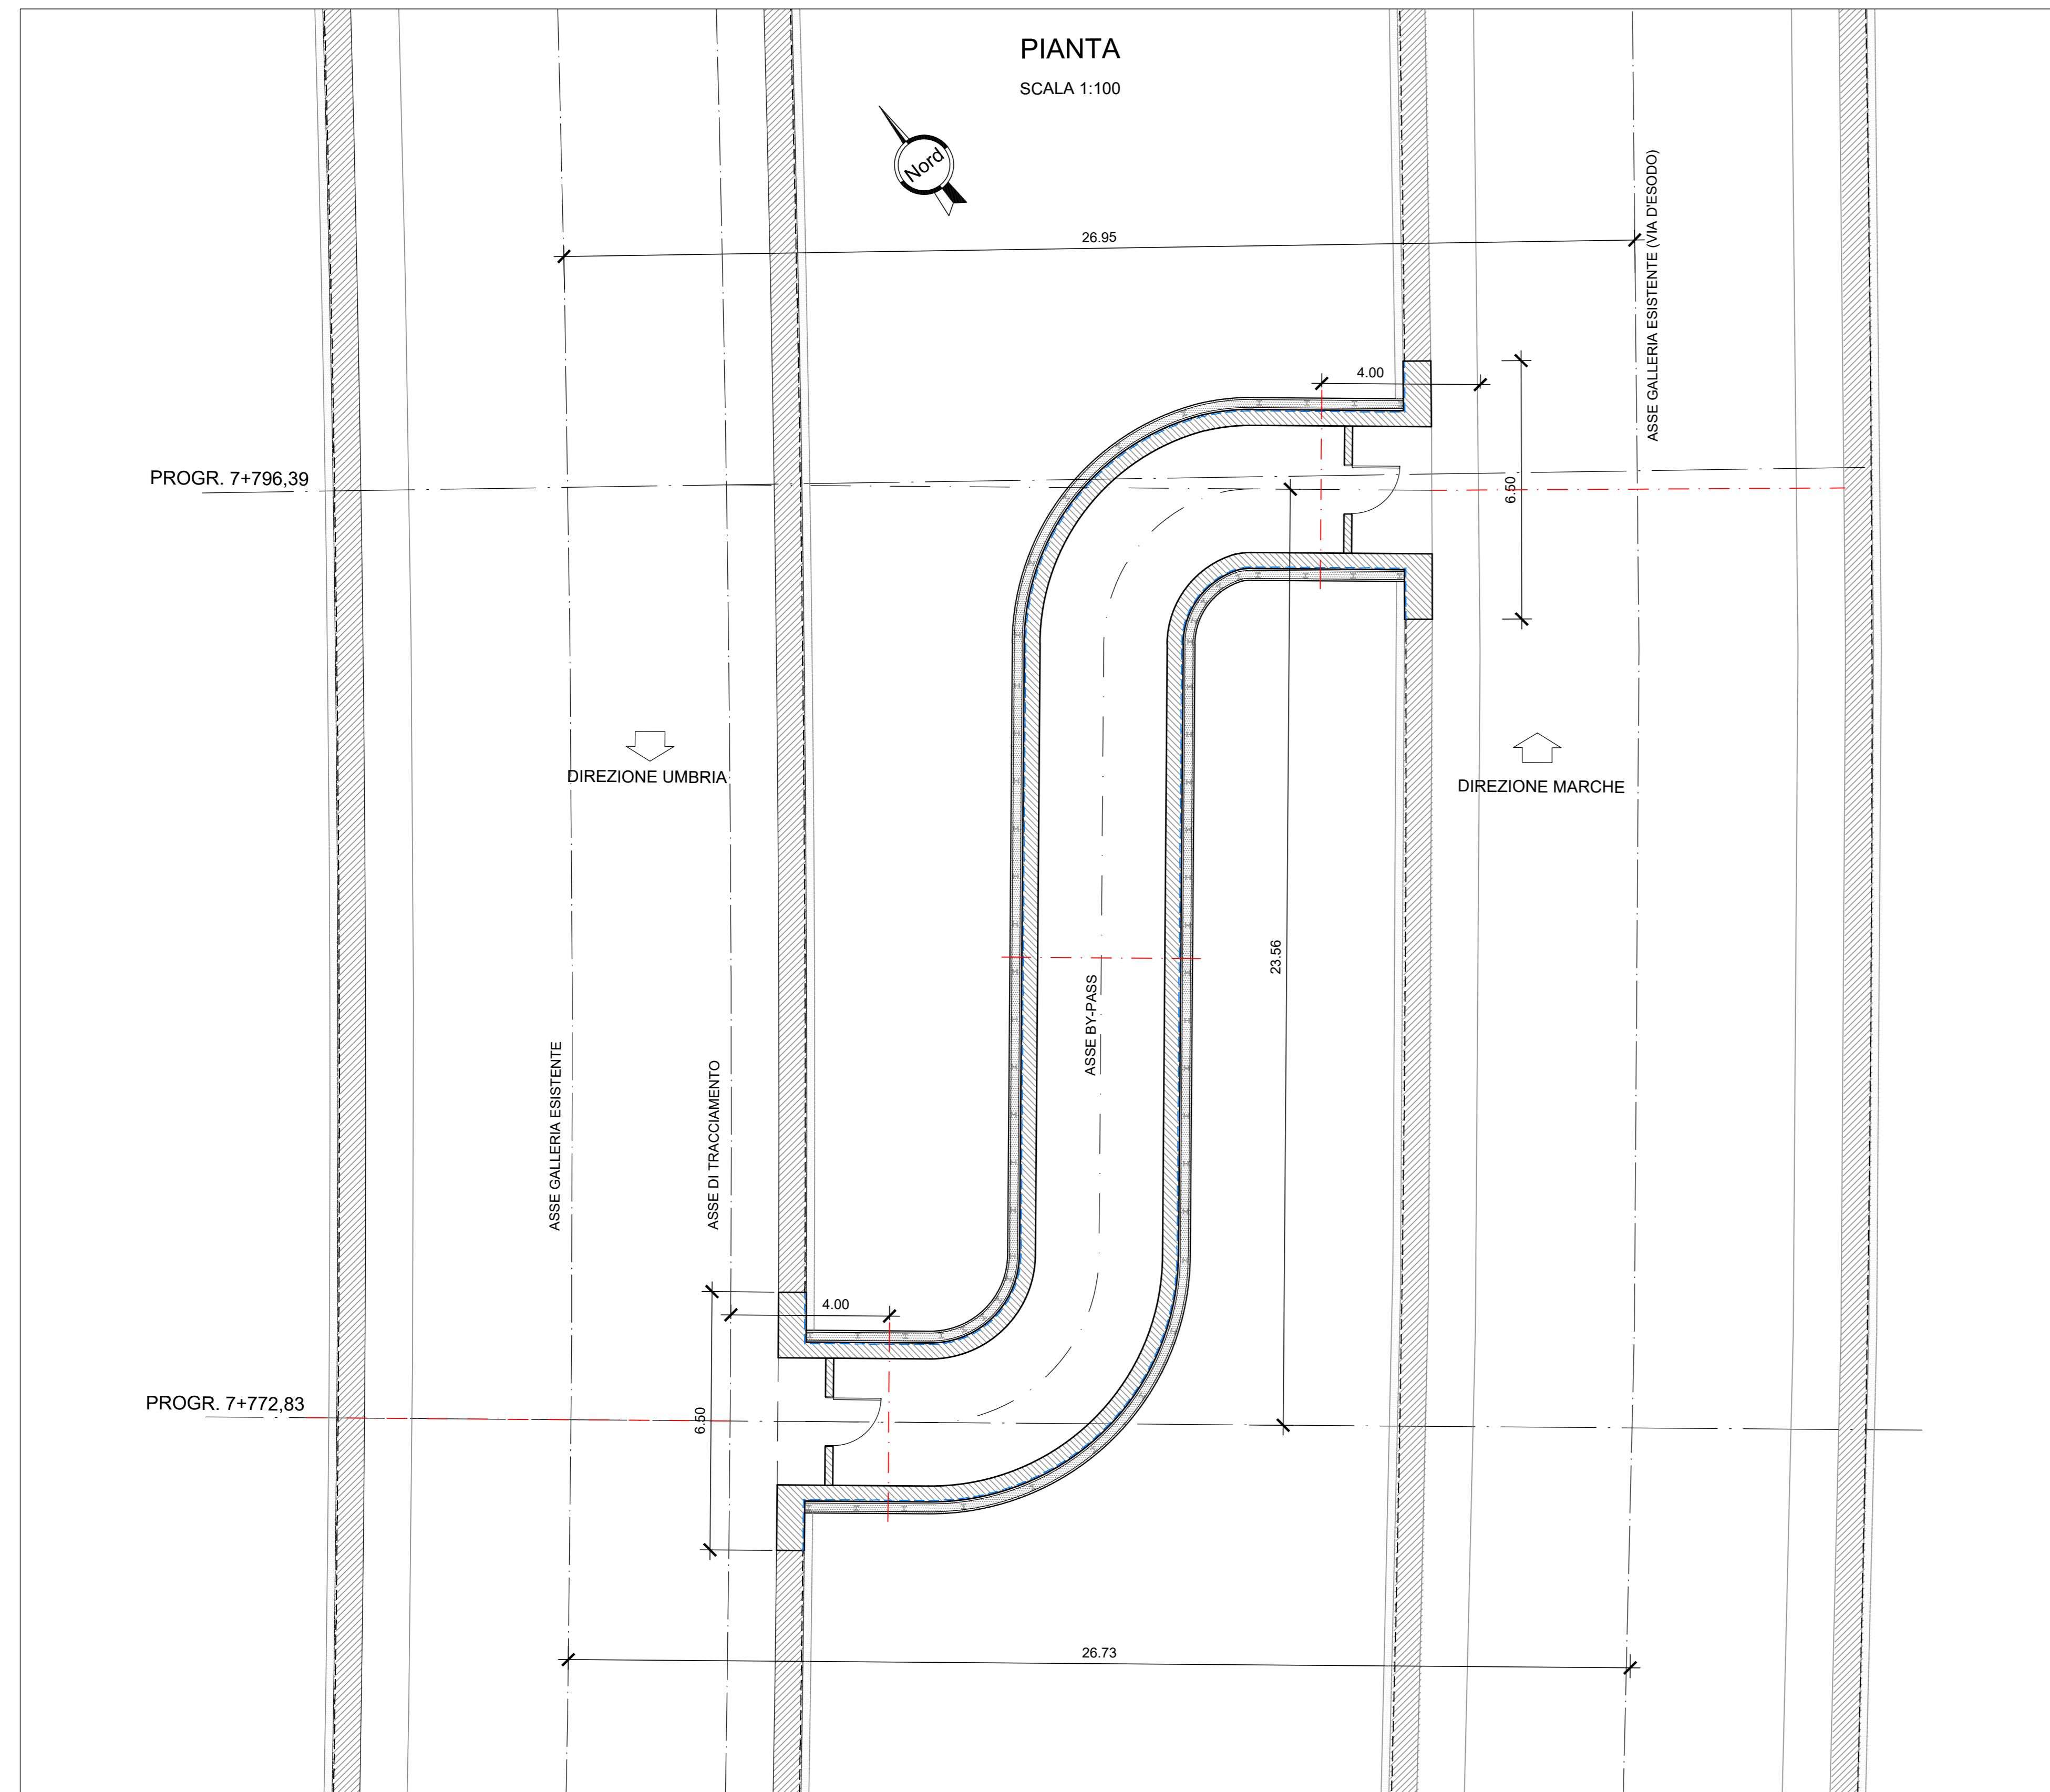 PIANTA
SCALA 1:100
Nord
26.95
ASSE GALLERIA ESISTENTE (VIA D'ESODO)
4.00
PROGR. 7+796,39
6.50
DIREZIONE UMBRIA
DIREZIONE MARCHE
23.56
ASSE BY-PASS
ASSE GALLERIA ESISTENTE
ASSE DI TRACCIAMENTO
4.00
PROGR. 7+772,83
6.50
26.73